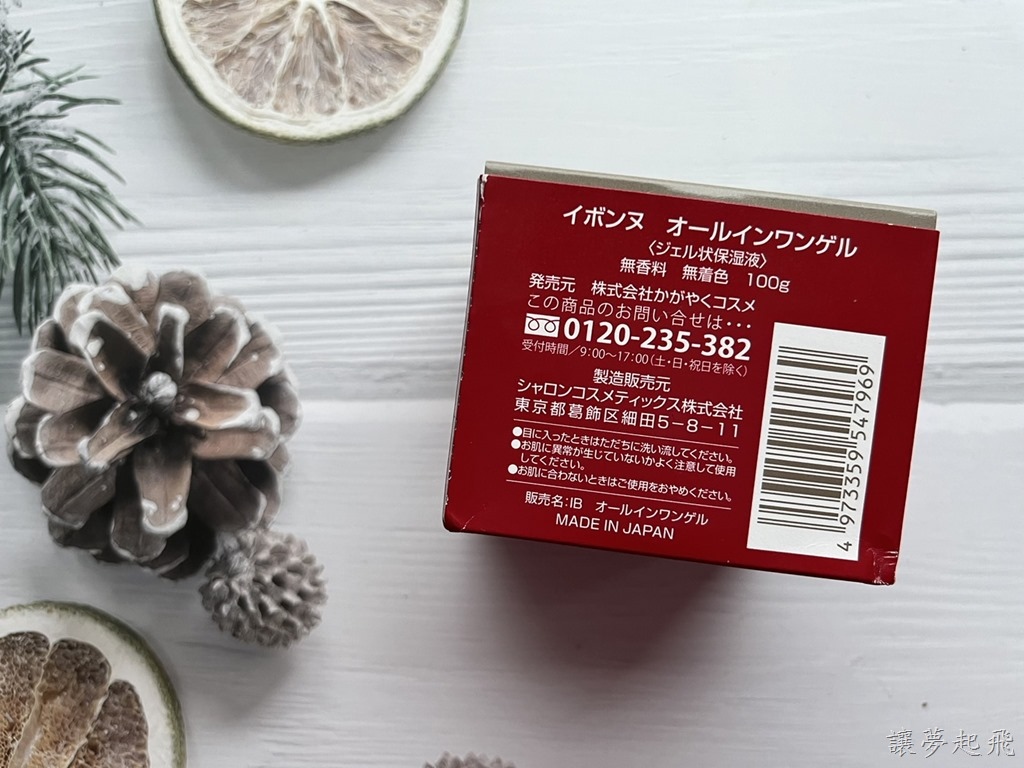 イボンヌ　オールインワンゲル
〈ジェル状保湿液〉
無香料　無着色　100g
発売元　株式会社かがやくコスメ
この商品のお問い合せは・・・
0120-235-382
受付時間／9：00〜17：00（土・日・祝日を除く）
製造販売元
シャロンコスメティックス株式会社
東京都葛飾区細田5－8－11
●目に入ったときはただちに洗い流してください。
●お肌に異常が生じていないかよく注意して使用
してください。
●お肌に合わないときはご使用をおやめください。
販売名：IB　オールインワンゲル
MADE IN JAPAN
4 973359 547969
讓夢起飛